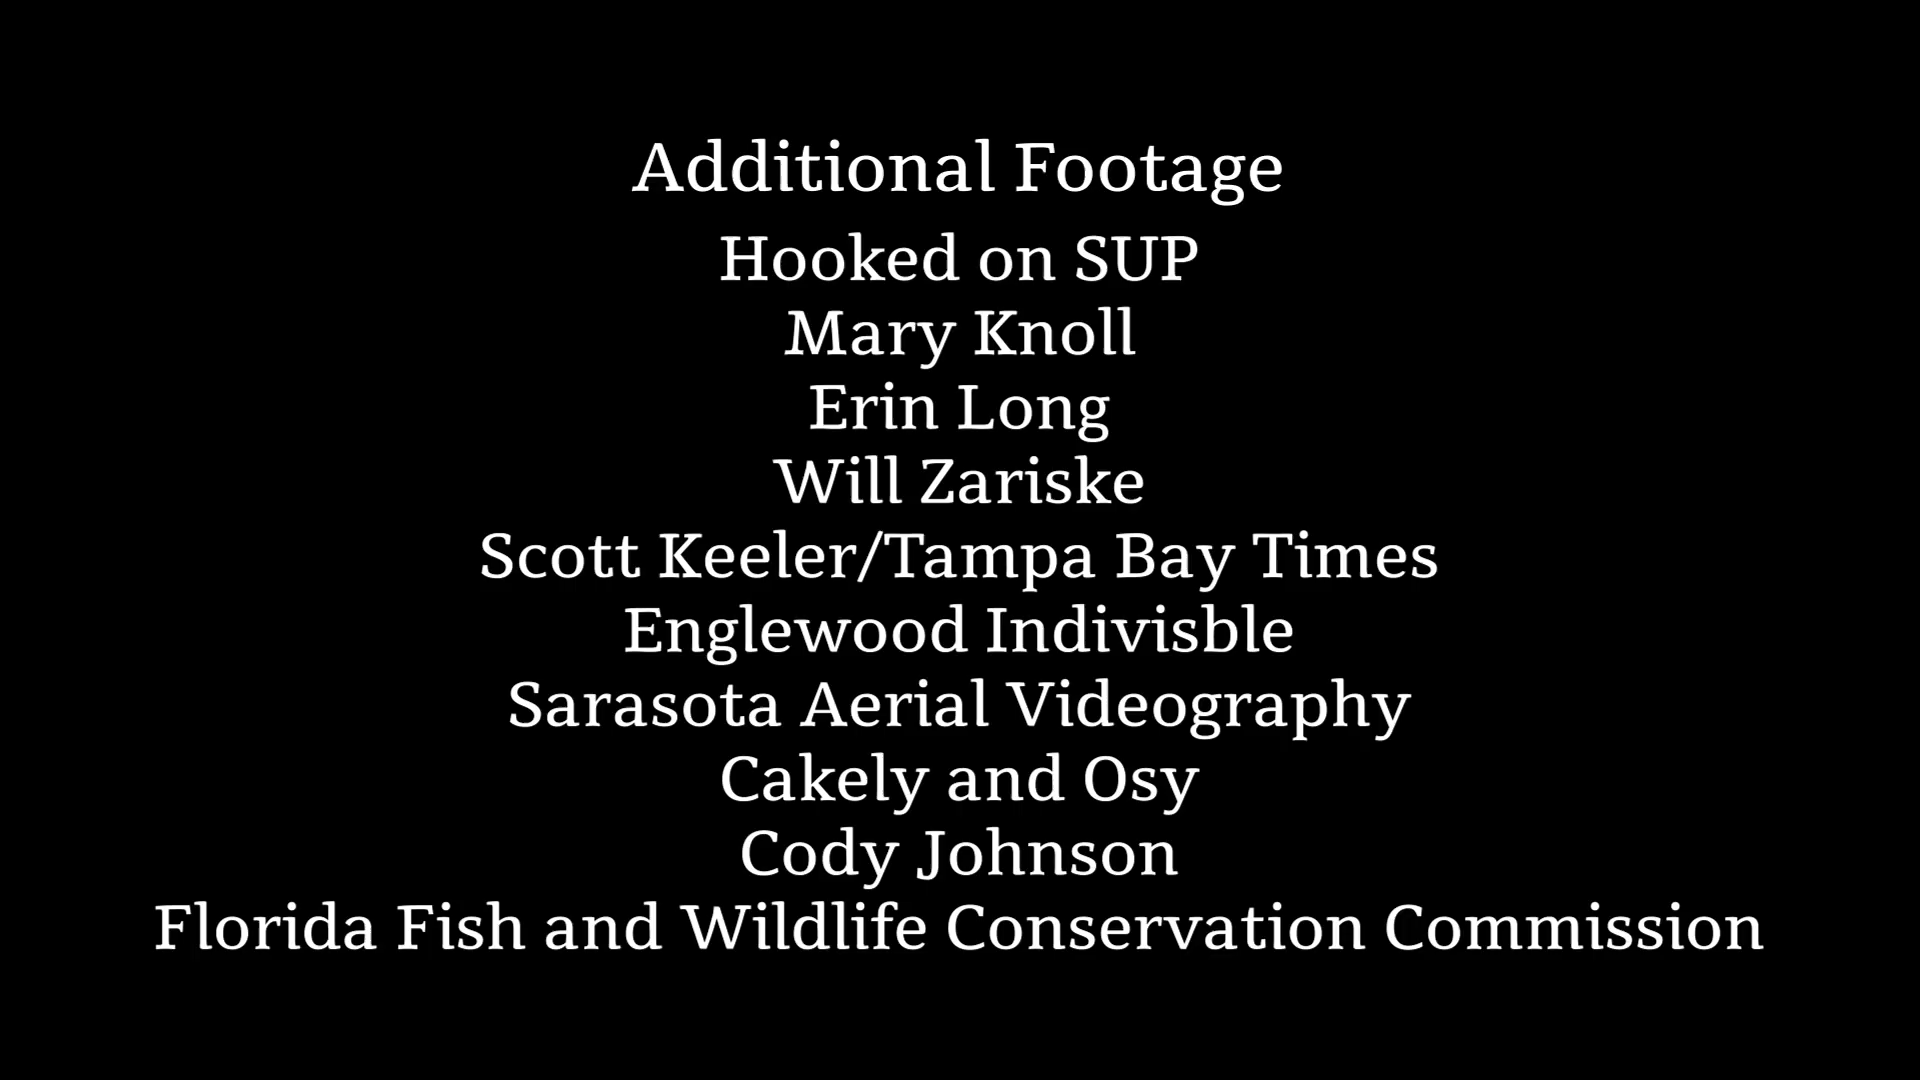 Additional Footage
Hooked on SUP
Mary Knoll
Erin Long
Will Zariske
Scott Keeler/Tampa Bay Times
Englewood Indivisble
Sarasota Aerial Videography
Cakely and Osy
Cody Johnson
Florida Fish and Wildlife Conservation Commission